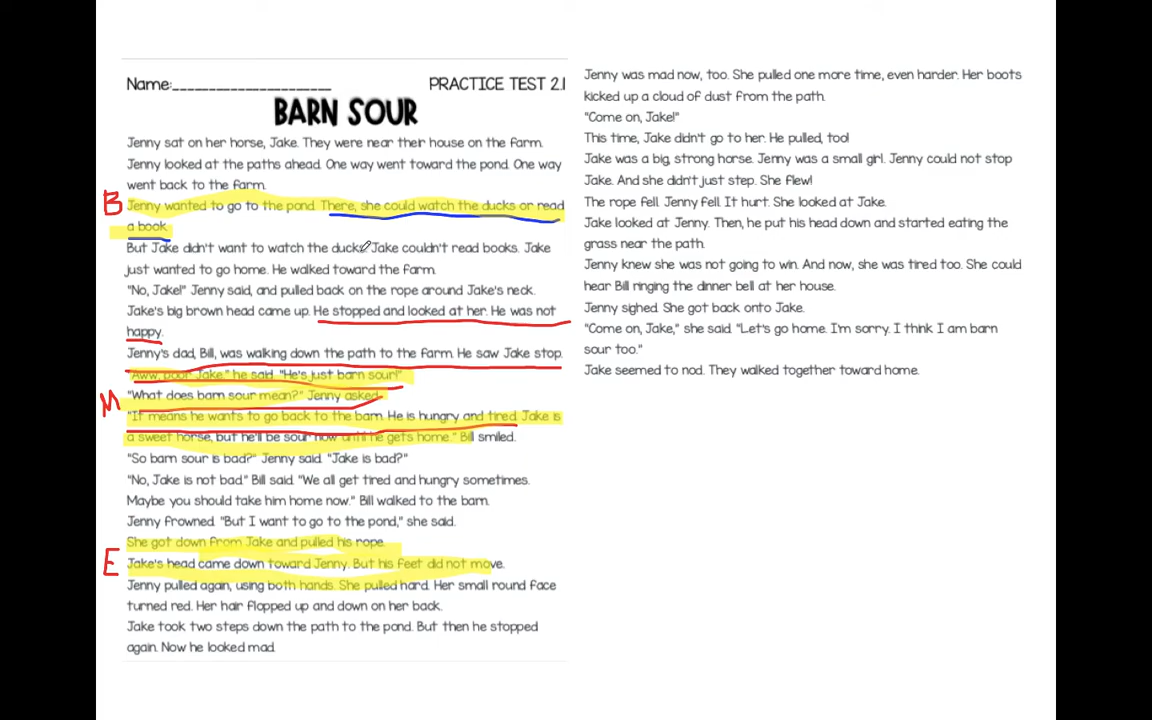 Name:______________________ PRACTICE TEST 2.1
BARN SOUR
Jenny sat on her horse, Jake. They were near their house on the farm.
Jenny looked at the paths ahead. One way went toward the pond. One way
went back to the farm.
B
Jenny wanted to go to the pond. There, she could watch the ducks or read
a book.
But Jake didn't want to watch the ducks. Jake couldn't read books. Jake
just wanted to go home. He walked toward the farm.
"No, Jake!" Jenny said, and pulled back on the rope around Jake's neck.
Jake's big brown head came up. He stopped and looked at her. He was not
happy.
Jenny's dad, Bill, was walking down the path to the farm. He saw Jake stop.
"Aww, poor Jake." he said. "He's just barn sour!"
M
"What does barn sour mean?" Jenny asked.
"It means he wants to go back to the barn. He is hungry and tired. Jake is
a sweet horse, but he'll be sour now until he gets home." Bill smiled.
"So barn sour is bad?" Jenny said. "Jake is bad?"
"No, Jake is not bad." Bill said. "We all get tired and hungry sometimes.
Maybe you should take him home now." Bill walked to the barn.
Jenny frowned. "But I want to go to the pond," she said.
She got down from Jake and pulled his rope.
E
Jake's head came down toward Jenny. But his feet did not move.
Jenny pulled again, using both hands. She pulled hard. Her small round face
turned red. Her hair flopped up and down on her back.
Jake took two steps down the path to the pond. But then he stopped
again. Now he looked mad.
Jenny was mad now, too. She pulled one more time, even harder. Her boots
kicked up a cloud of dust from the path.
"Come on, Jake!"
This time, Jake didn't go to her. He pulled, too!
Jake was a big, strong horse. Jenny was a small girl. Jenny could not stop
Jake. And she didn't just step. She flew!
The rope fell. Jenny fell. It hurt. She looked at Jake.
Jake looked at Jenny. Then, he put his head down and started eating the
grass near the path.
Jenny knew she was not going to win. And now, she was tired too. She could
hear Bill ringing the dinner bell at her house.
Jenny sighed. She got back onto Jake.
"Come on, Jake," she said. "Let's go home. I'm sorry. I think I am barn
sour too."
Jake seemed to nod. They walked together toward home.